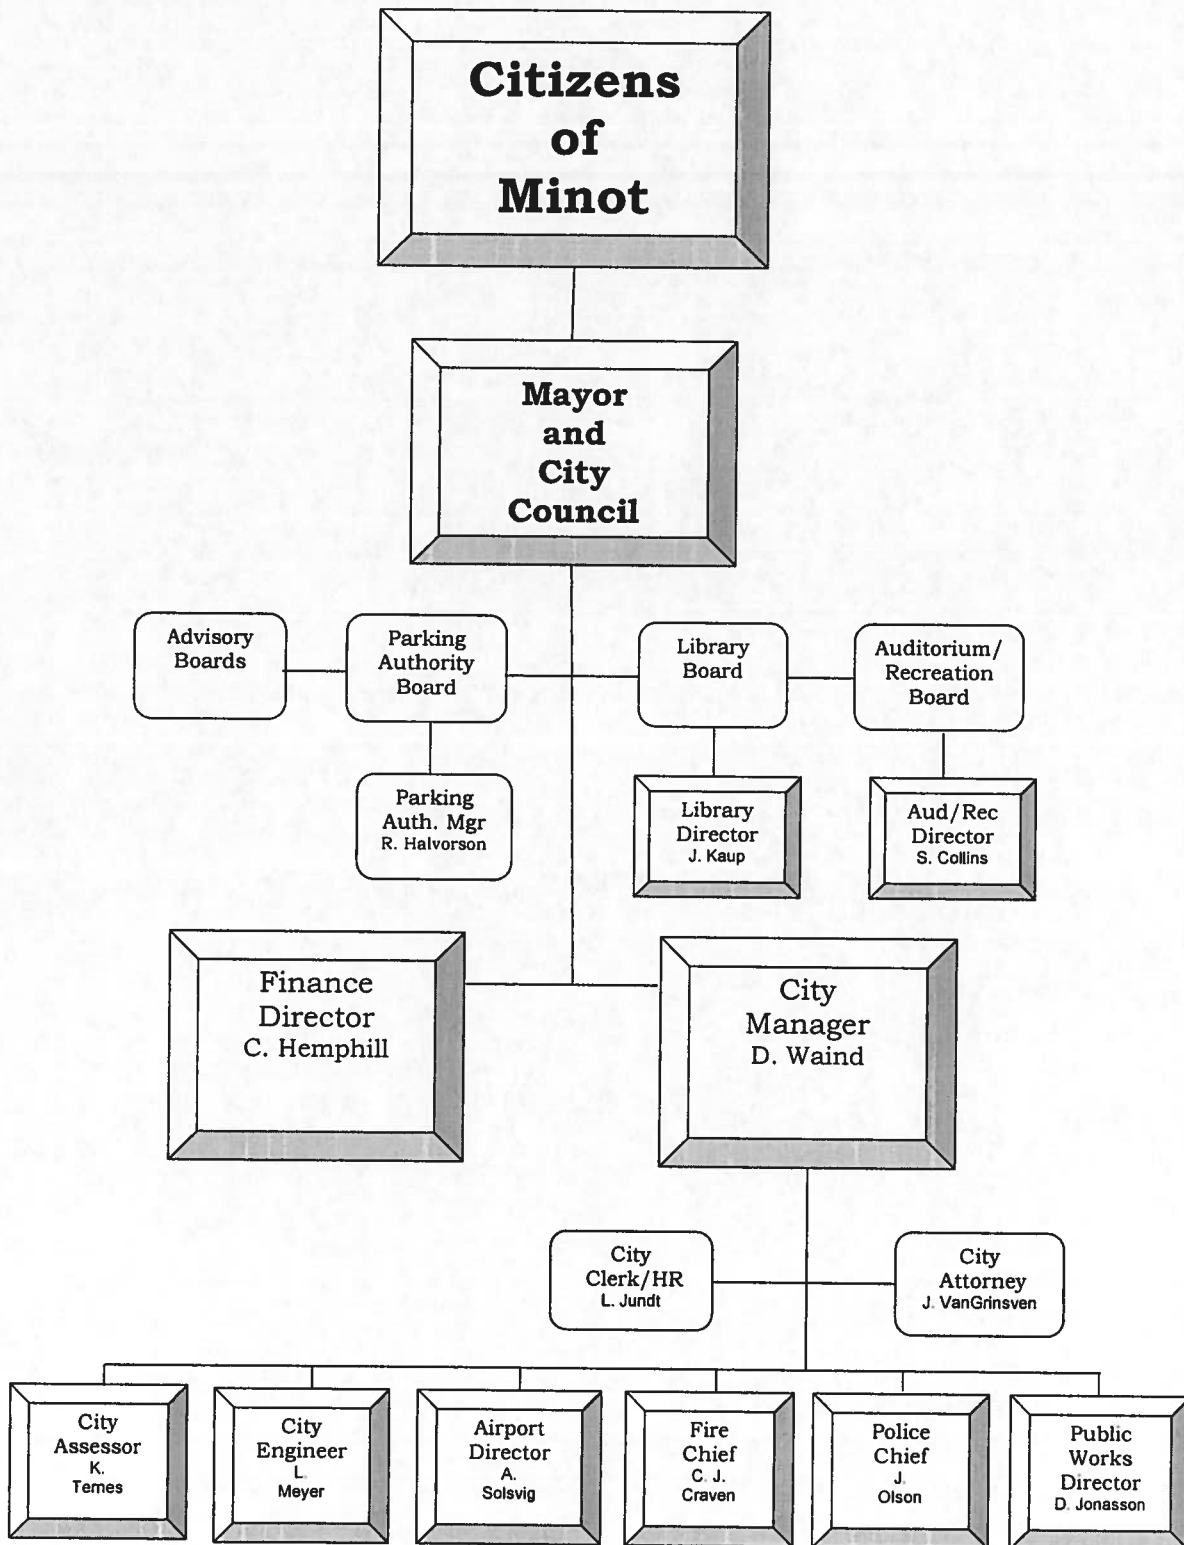 Citizens
of
Minot
Mayor
and
City
Council
Advisory
Boards
Parking
Authority
Board
Library
Board
Auditorium/
Recreation
Board
Parking
Auth. Mgr
R. Halvorson
Library
Director
J. Kaup
Aud/Rec
Director
S. Collins
Finance
Director
C. Hemphill
City
Manager
D. Waind
City
Clerk/HR
L. Jundt
City
Attorney
J. VanGrinsven
City
Assessor
K.
Temes
City
Engineer
L.
Meyer
Airport
Director
A.
Solsvig
Fire
Chief
C. J.
Craven
Police
Chief
J.
Olson
Public
Works
Director
D. Jonasson